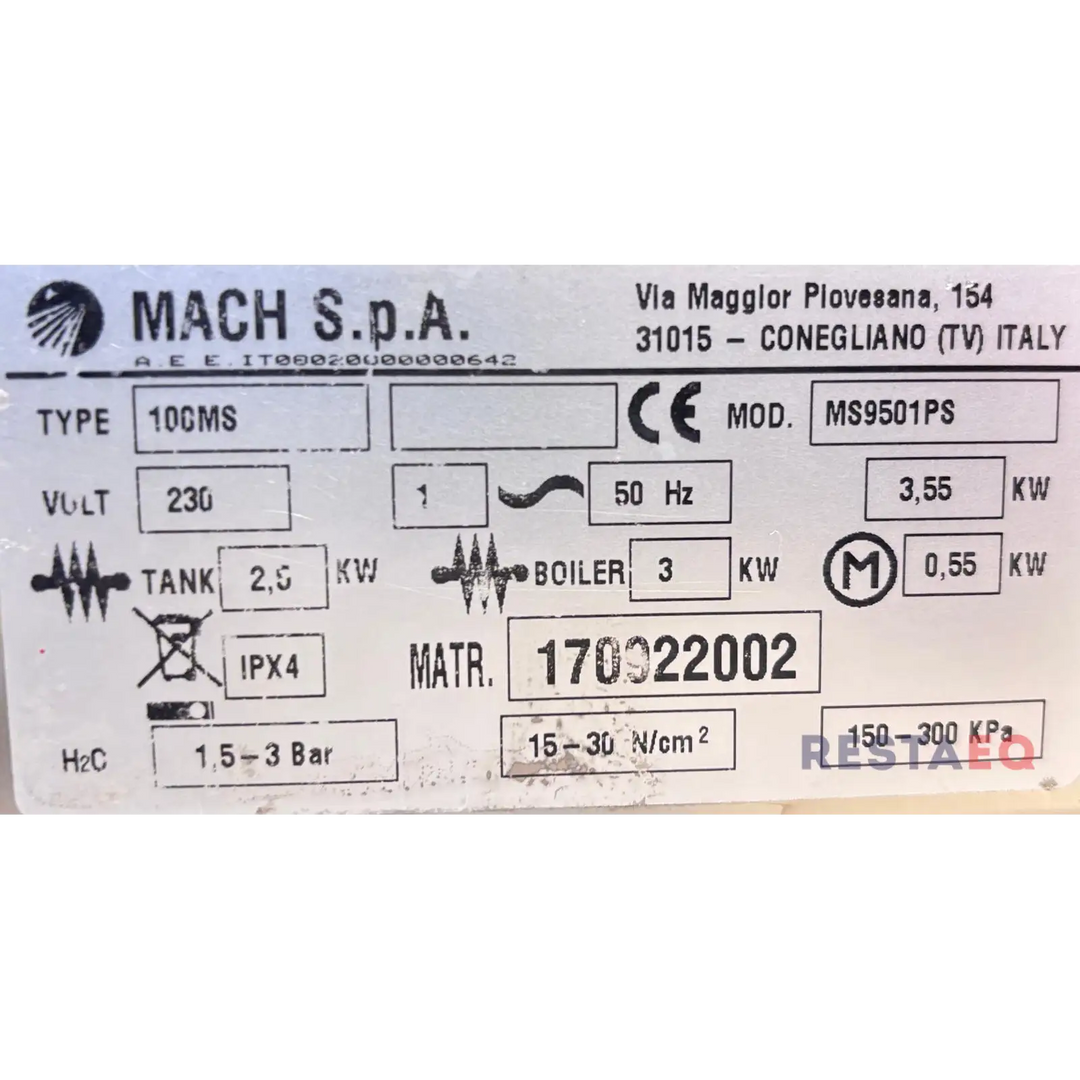 MACH S.p.A.
Via Maggior Piovesana, 154
31015 - CONEGLIANO (TV) ITALY
A.E E.IT08020000000642
TYPE 100MS CE MOD. MS9501PS
VOLT 230 1 50 Hz 3,55 KW
TANK KW BOILER 3 KW M 0,55 KW
IPX4 MATR.
H2O 1,5-3 Bar 15-30 N/cm² 150-300 KPa
RESTAEQ